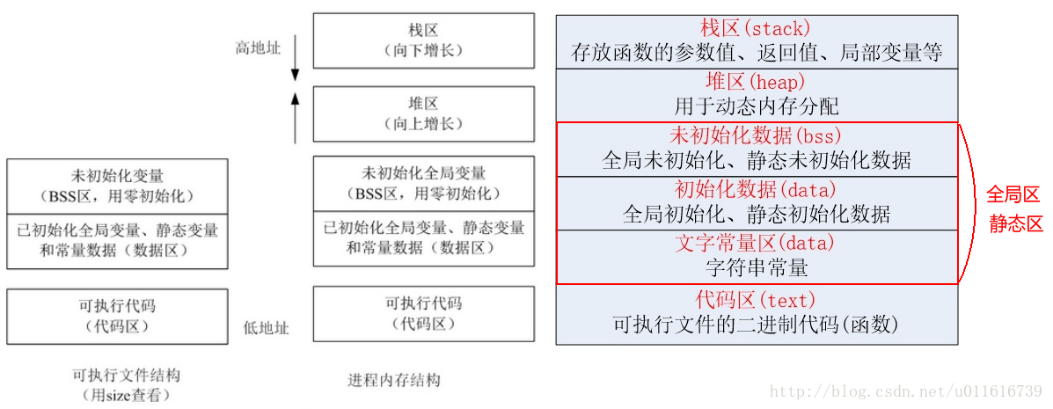 高地址
栈区
(向下增长)
堆区
(向上增长)
未初始化变量
(BSS区，用零初始化)
已初始化全局变量、静态变量
和常量数据（数据区）
可执行代码
(代码区)
可执行文件结构
(用size查看)
未初始化全局变量
(BSS区，用零初始化)
已初始化全局变量、静态变量
和常量数据（数据区）
可执行代码
(代码区)
低地址
进程内存结构
栈区(stack)
存放函数的参数值、返回值、局部变量等
堆区(heap)
用于动态内存分配
未初始化数据(bss)
全局未初始化、静态未初始化数据
初始化数据(data)
全局初始化、静态初始化数据
文字常量区(data)
字符串常量
代码区(text)
可执行文件的二进制代码(函数)
全局区
静态区
http://blog.csdn.net/u011616739